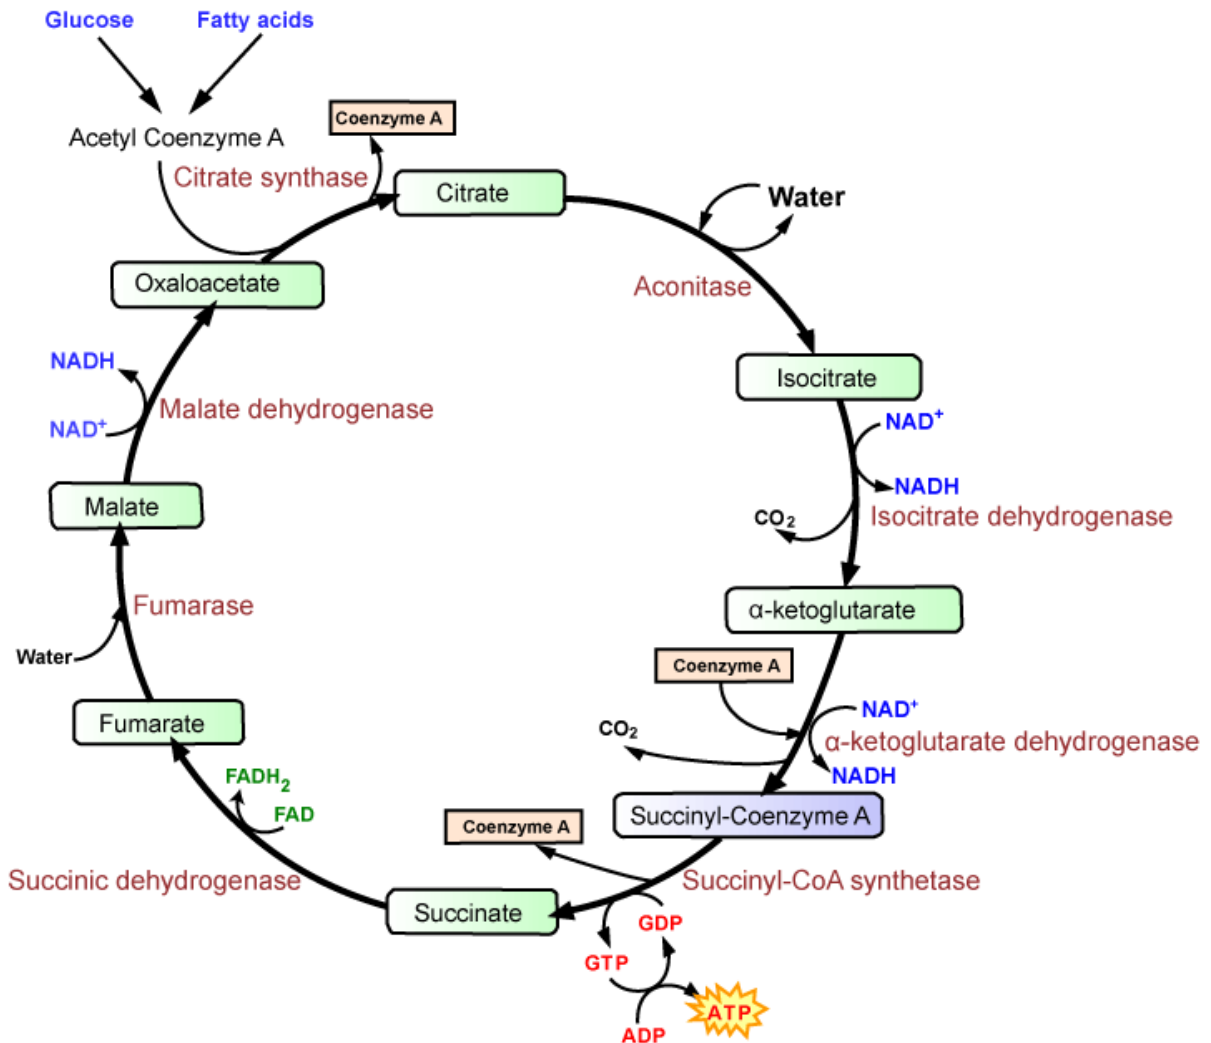 Glucose
Fatty acids
Acetyl Coenzyme A
Coenzyme A
Citrate synthase
Citrate
Water
Oxaloacetate
Aconitase
NADH
Isocitrate
Malate dehydrogenase
NAD⁺
NAD⁺
NADH
Malate
CO₂
Isocitrate dehydrogenase
Fumarase
α-ketoglutarate
Water
Coenzyme A
NAD⁺
Fumarate
CO₂
α-ketoglutarate dehydrogenase
FADH₂
NADH
FAD
Succinyl-Coenzyme A
Coenzyme A
Succinic dehydrogenase
Succinyl-CoA synthetase
Succinate
GDP
GTP
ATP
ADP